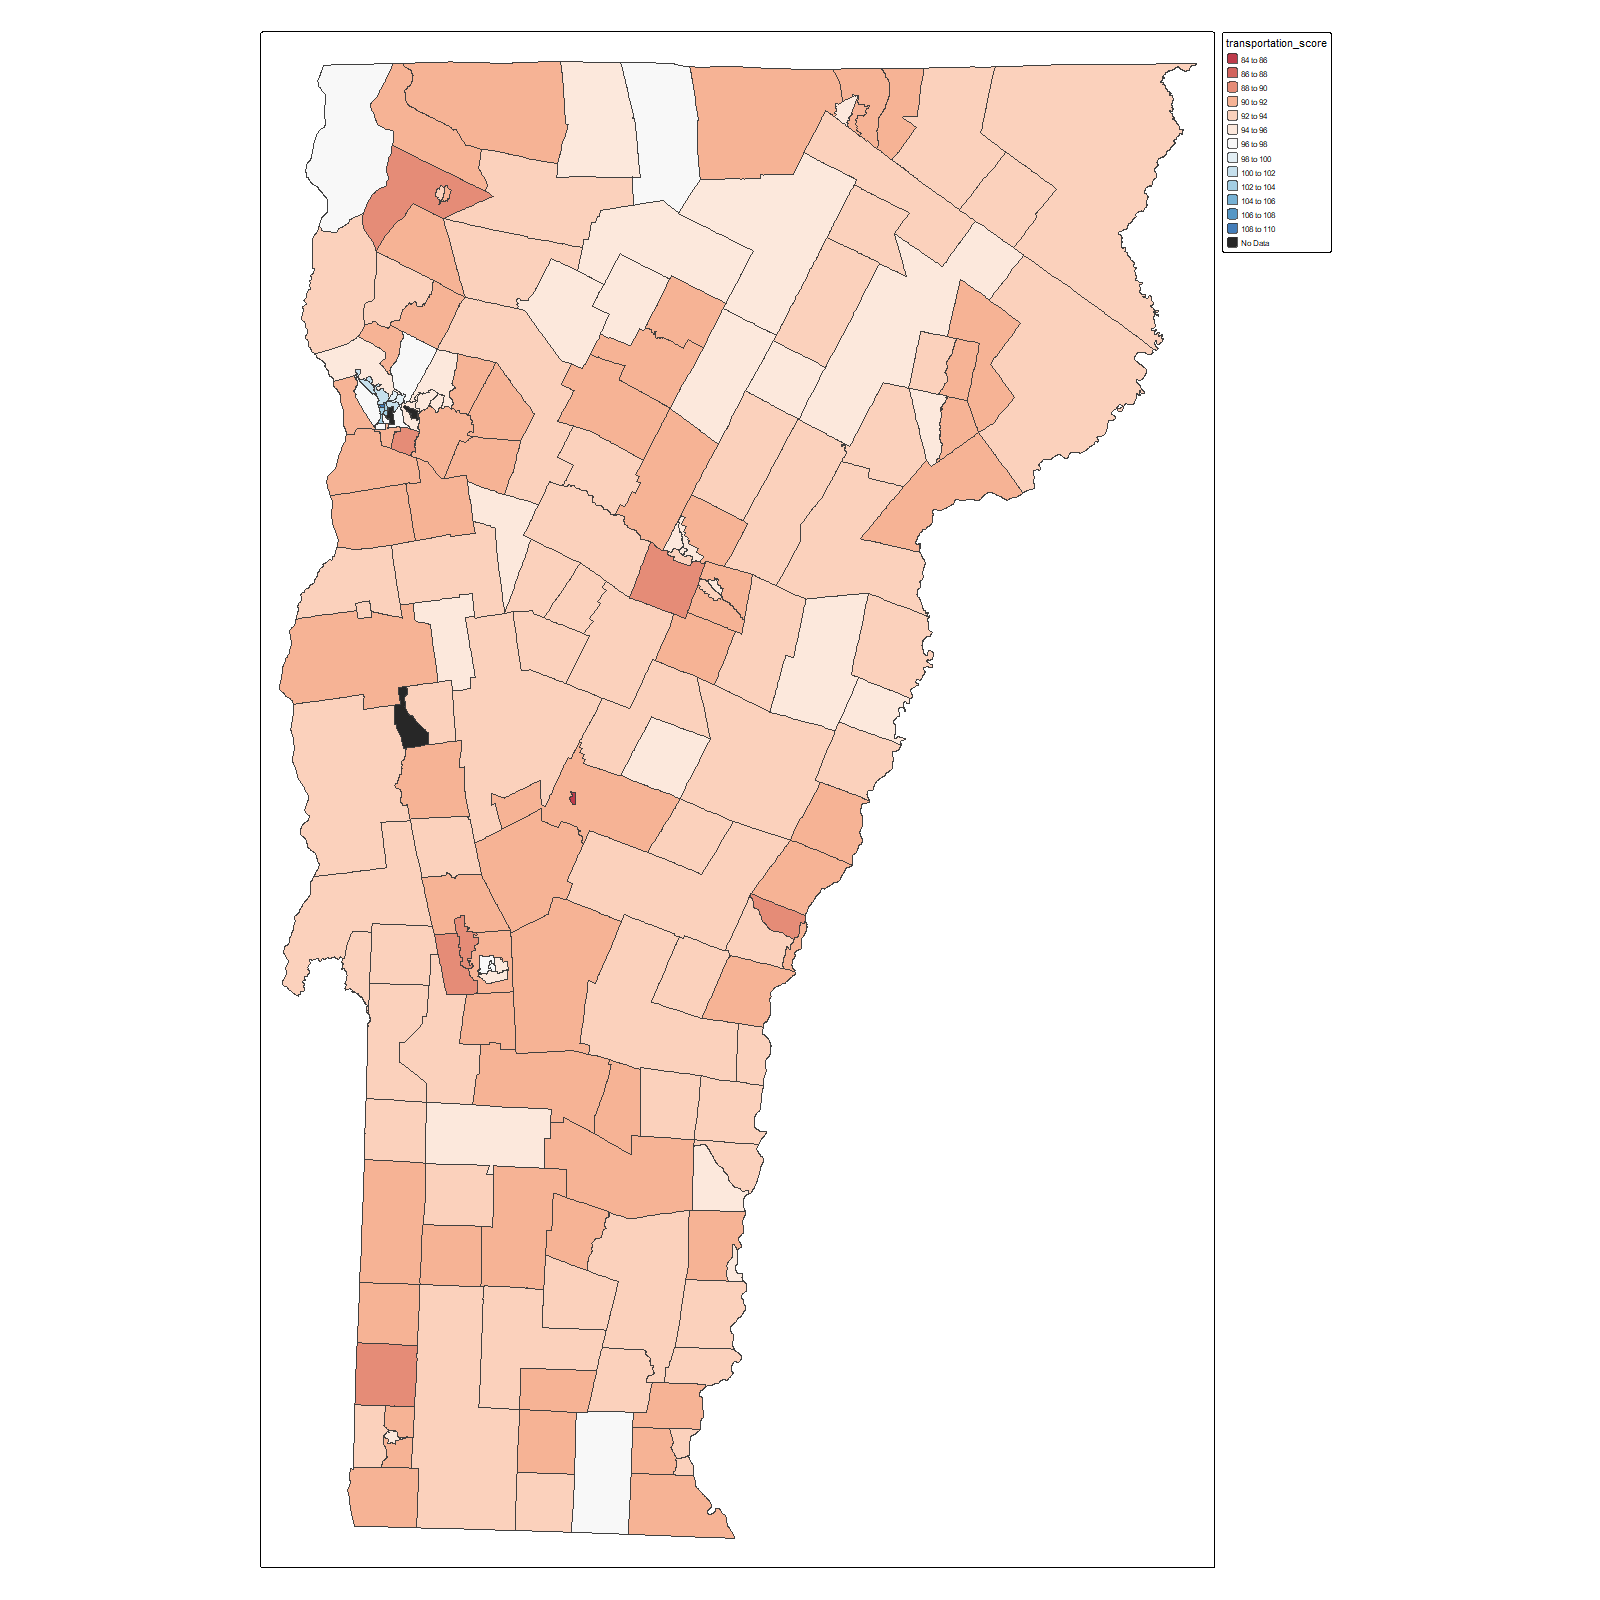 transportation_score
84 to 86
86 to 88
88 to 90
90 to 92
92 to 94
94 to 96
96 to 98
98 to 100
100 to 102
102 to 104
104 to 106
106 to 108
108 to 110
No Data